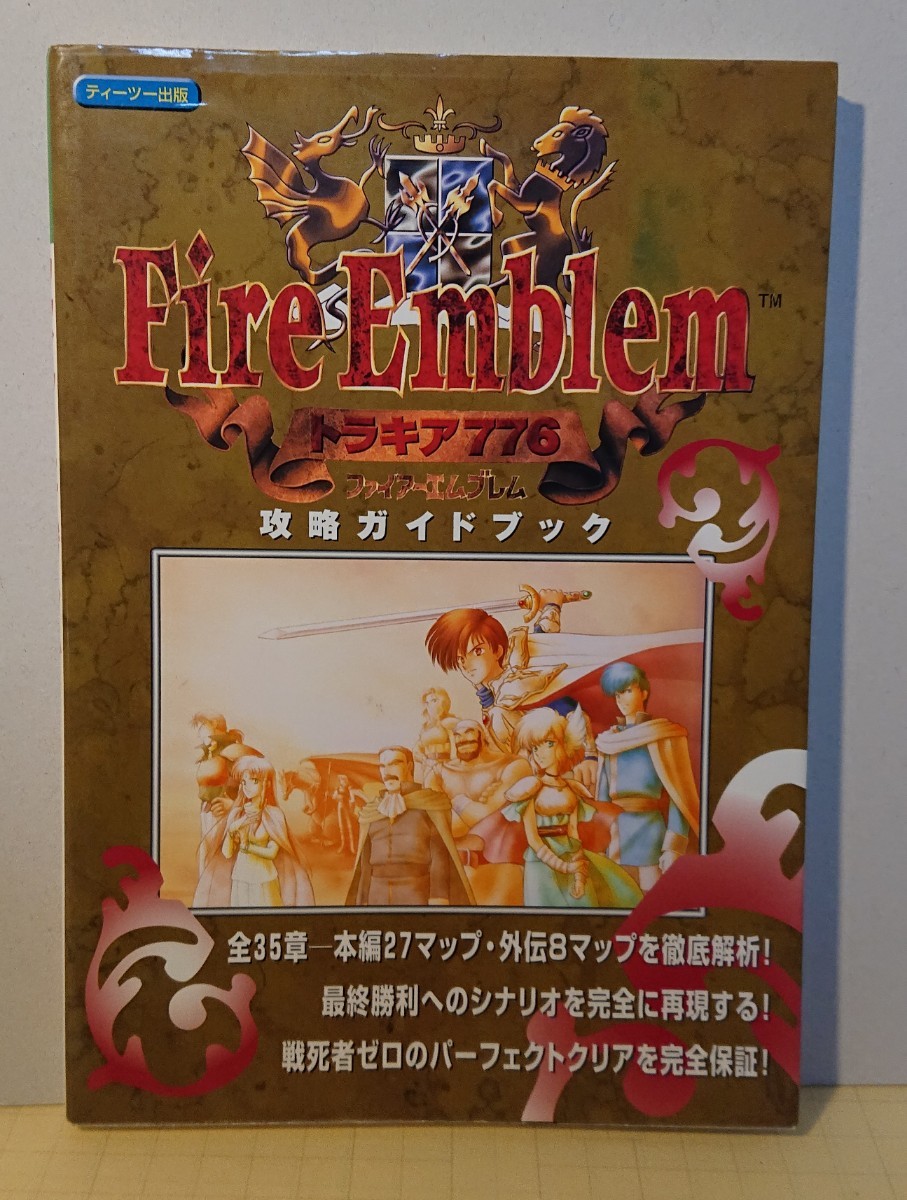 ティーツー出版
Fire Emblem TM
トラキア776
ファイアーエムブレム
攻略ガイドブック
全35章―本編27マップ・外伝8マップを徹底解析!
最終勝利へのシナリオを完全に再現する!
戦死者ゼロのパーフェクトクリアを完全保証!